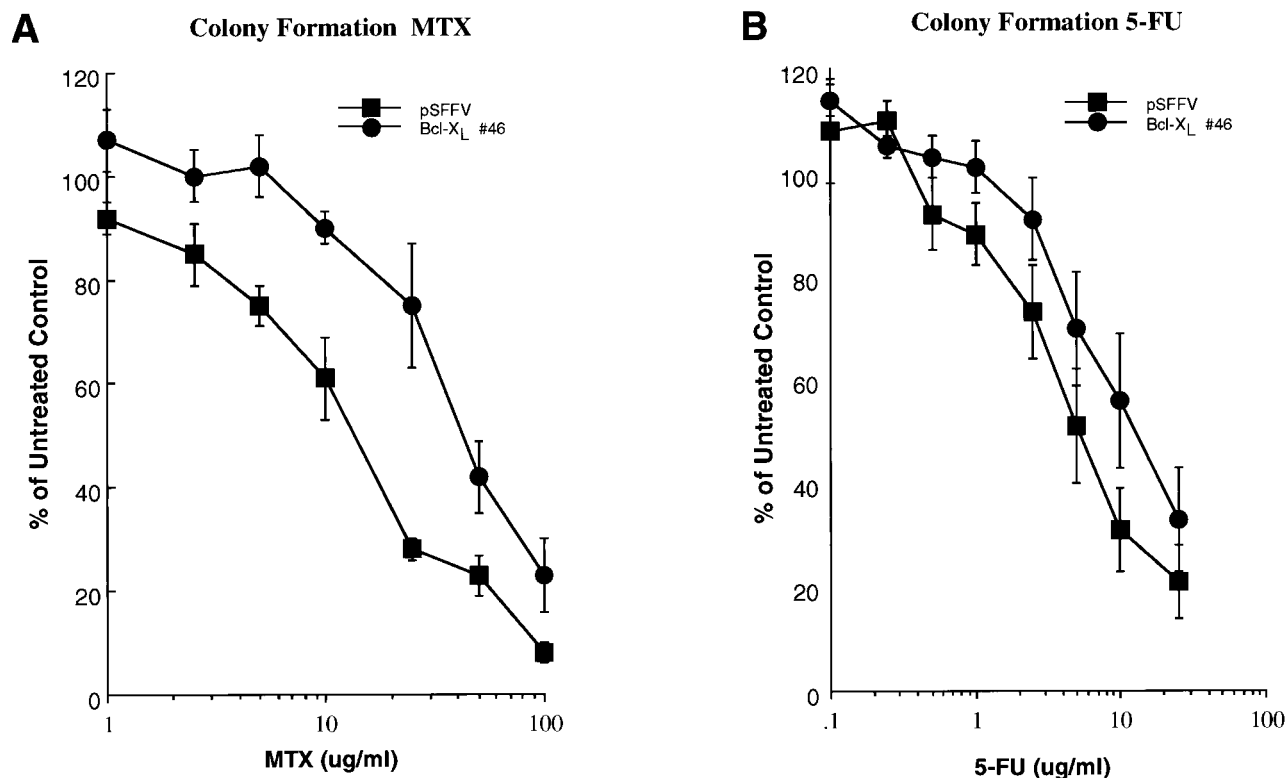 A
Colony Formation MTX
120
100
80
60
40
20
0
% of Untreated Control
pSFFV
Bcl-XL #46
1
10
100
MTX (ug/ml)
B
Colony Formation 5-FU
120
100
80
60
40
20
0
% of Untreated Control
pSFFV
Bcl-XL #46
.1
1
10
100
5-FU (ug/ml)